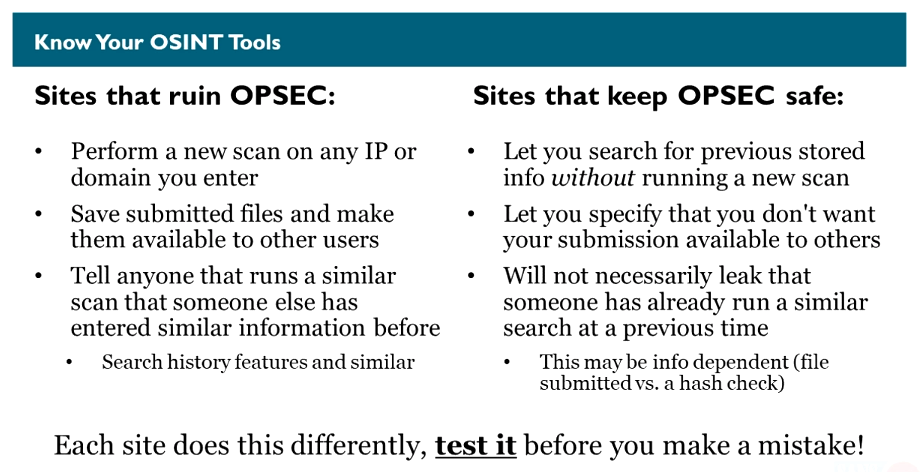 Know Your OSINT Tools
Sites that ruin OPSEC:
• Perform a new scan on any IP or
domain you enter
• Save submitted files and make
them available to other users
• Tell anyone that runs a similar
scan that someone else has
entered similar information before
• Search history features and similar
Sites that keep OPSEC safe:
• Let you search for previous stored
info without running a new scan
• Let you specify that you don't want
your submission available to others
• Will not necessarily leak that
someone has already run a similar
search at a previous time
• This may be info dependent (file
submitted vs. a hash check)
Each site does this differently, test it before you make a mistake!